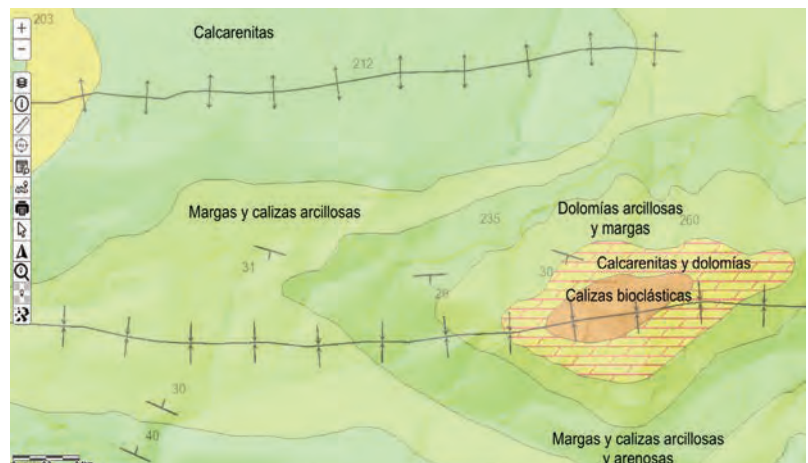 203
Calcarenitas
212
Margas y calizas arcillosas
Dolomías arcillosas
y margas
235
260
Calcarenitas y dolomías
31
30
28
Calizas bioclásticas
30
40
Margas y calizas arcillosas
y arenosas